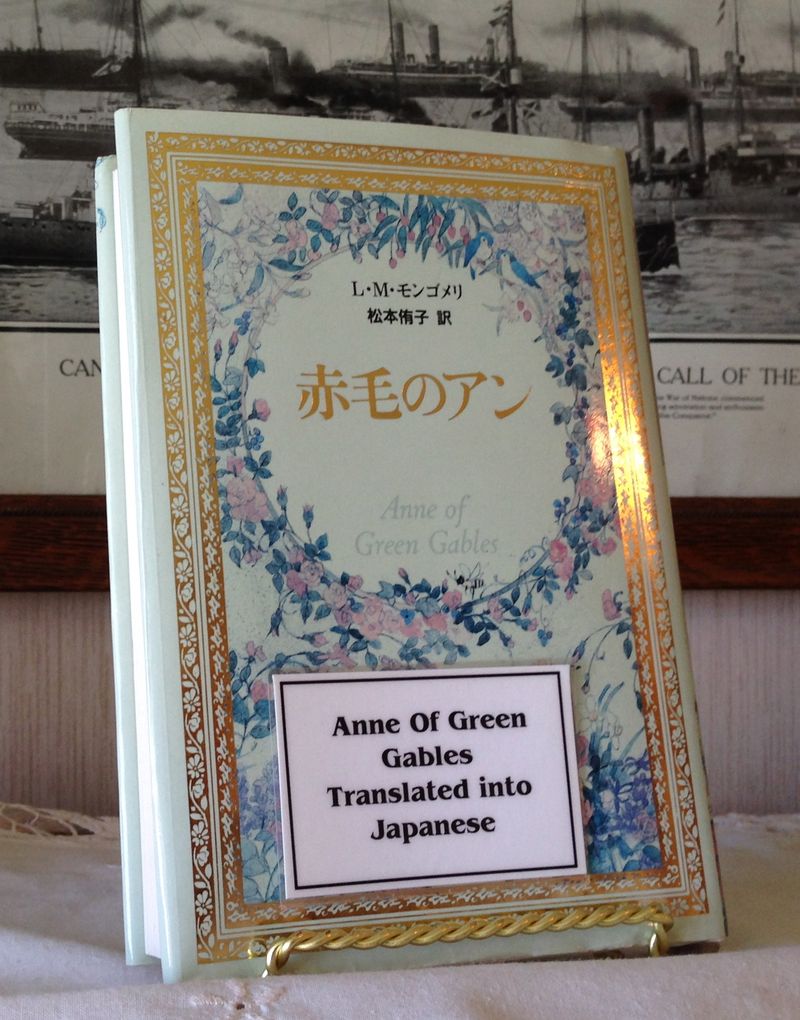 L・M・モンゴメリ
松本侑子 訳
赤毛のアン
Anne of
Green Gables
CAN
CALL OF THE
Anne Of Green
Gables
Translated into
Japanese